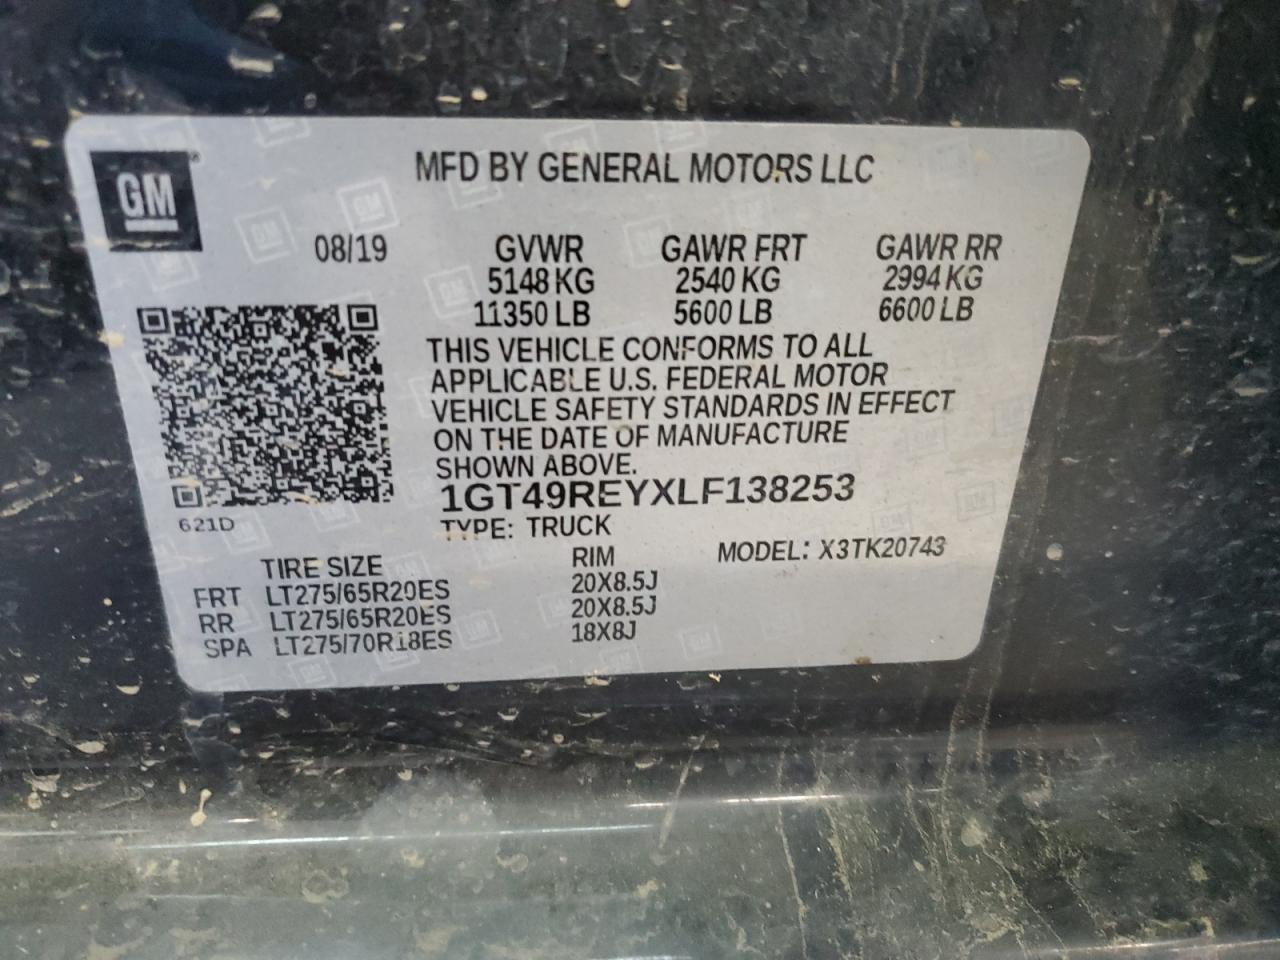 GM
MFD BY GENERAL MOTORS LLC
08/19 GVWR GAWR FRT GAWR RR
5148 KG 2540 KG 2994 KG
11350 LB 5600 LB 6600 LB
THIS VEHICLE CONFORMS TO ALL
APPLICABLE U.S. FEDERAL MOTOR
VEHICLE SAFETY STANDARDS IN EFFECT
ON THE DATE OF MANUFACTURE
SHOWN ABOVE.
1GT49REYXLF138253
621D
TYPE: TRUCK
TIRE SIZE RIM MODEL: X3TK20743
FRT LT275/65R20ES 20X8.5J
RR LT275/65R20ES 20X8.5J
SPA LT275/70R18ES 18X8J